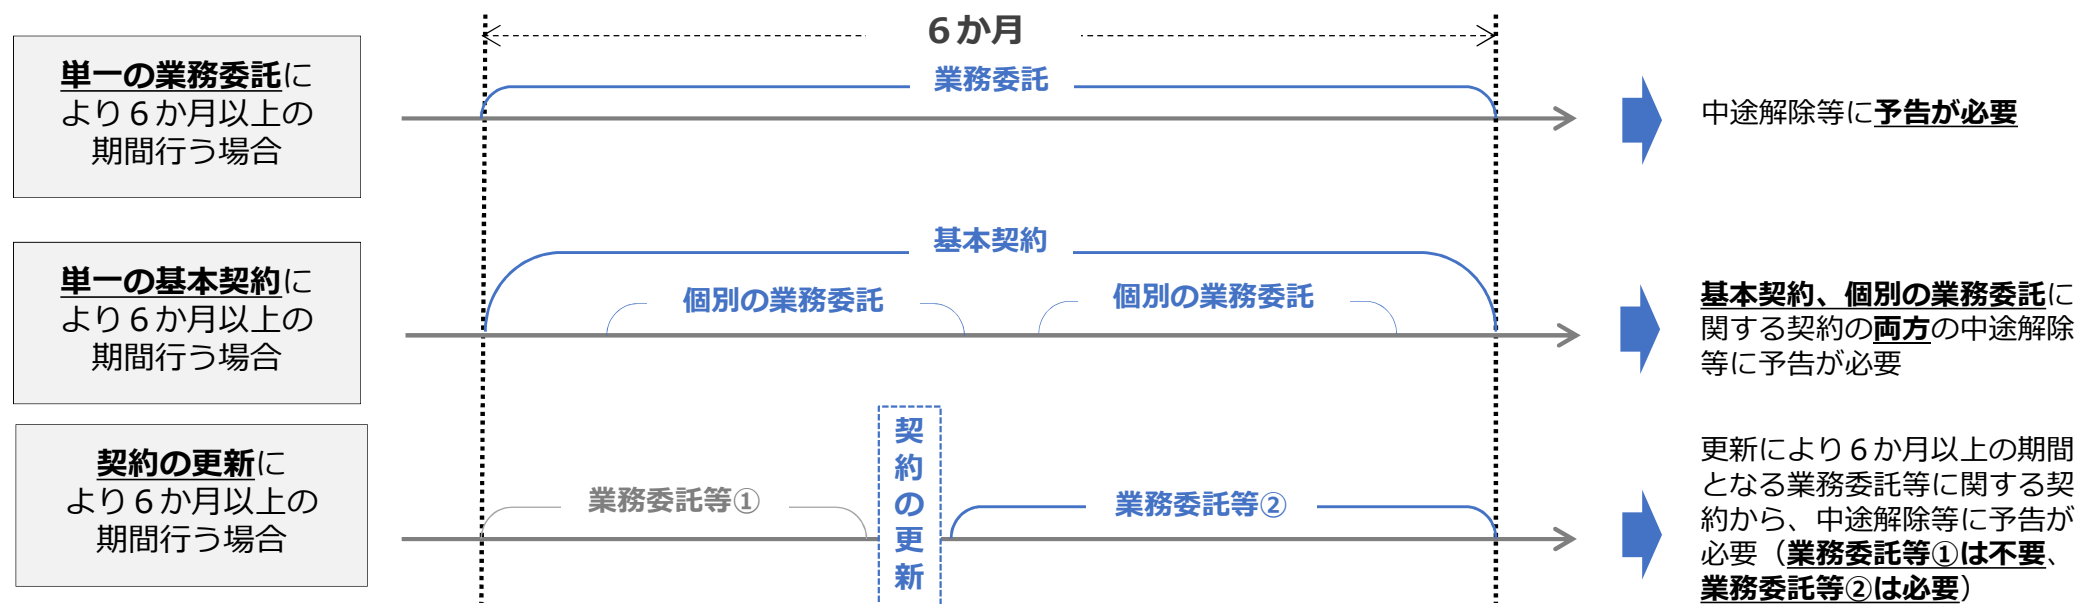 ６か月
単一の業務委託に
より６か月以上の
期間行う場合
業務委託
中途解除等に予告が必要
単一の基本契約に
より６か月以上の
期間行う場合
基本契約
個別の業務委託
個別の業務委託
基本契約、個別の業務委託に
関する契約の両方の中途解除
等に予告が必要
契約の更新に
より６か月以上の
期間行う場合
業務委託等①
契約の更新
業務委託等②
更新により６か月以上の期間
となる業務委託等に関する契
約から、中途解除等に予告が
必要（業務委託等①は不要、
業務委託等②は必要）